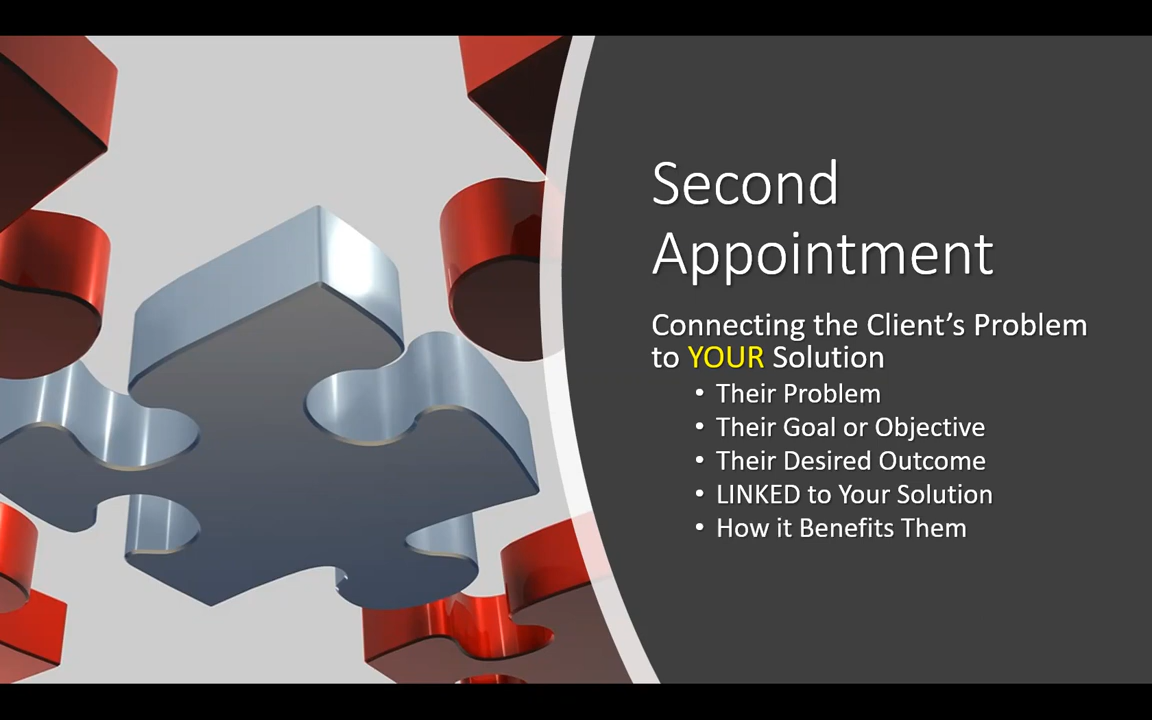 Second
Appointment
Connecting the Client’s Problem
to YOUR Solution
• Their Problem
• Their Goal or Objective
• Their Desired Outcome
• LINKED to Your Solution
• How it Benefits Them